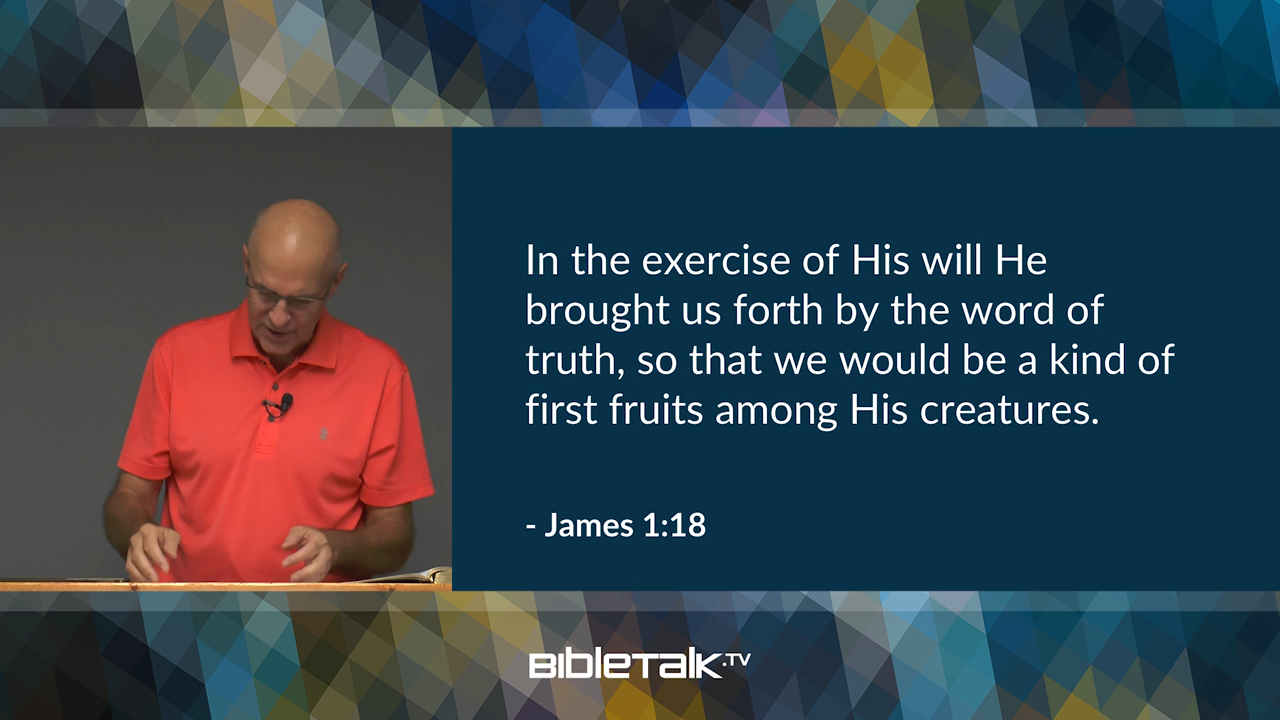 In the exercise of His will He
brought us forth by the word of
truth, so that we would be a kind of
first fruits among His creatures.
- James 1:18
BIBLETALK.TV